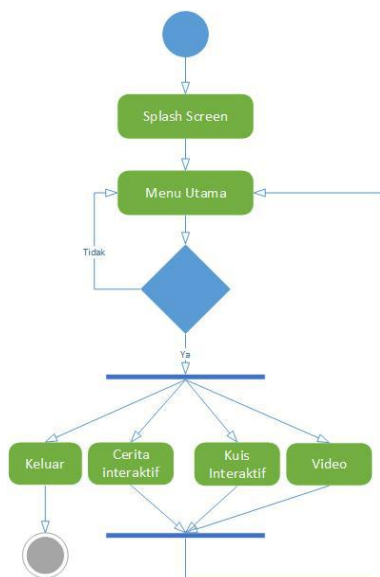 Splash Screen
Menu Utama
Tidak
Ya
Keluar
Cerita
interaktif
Kuis
Interaktif
Video